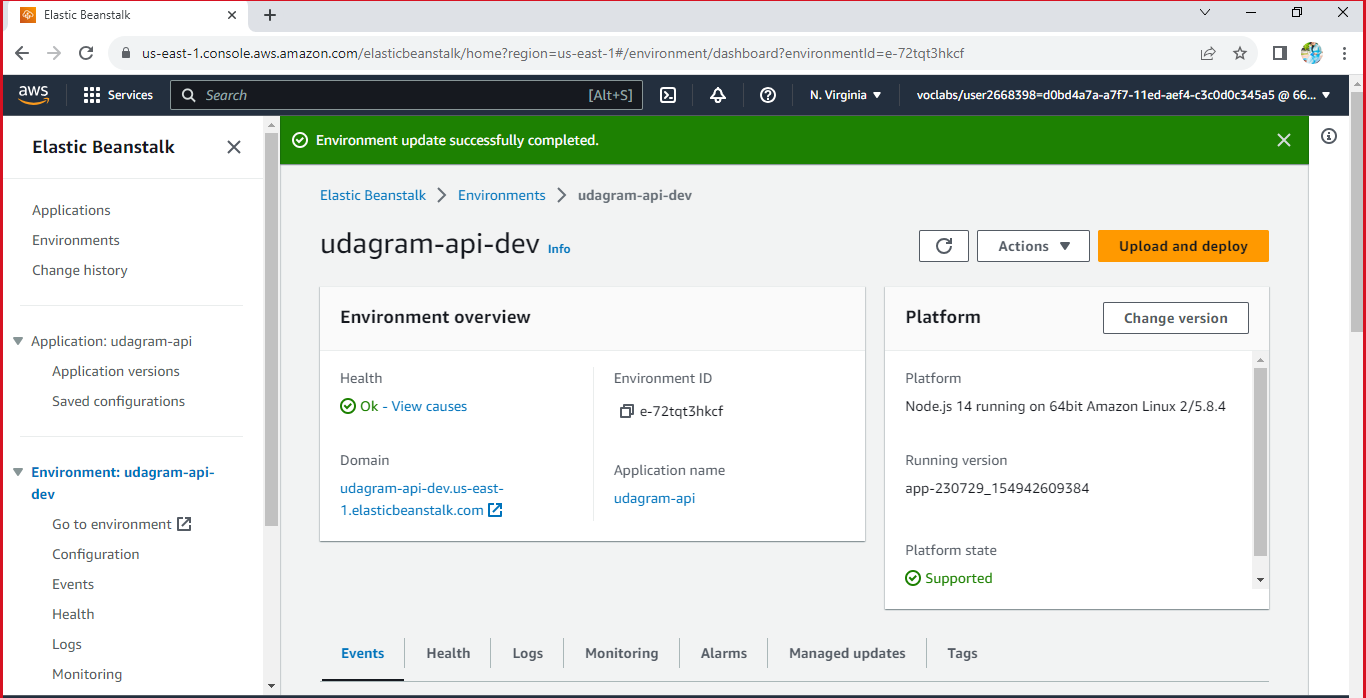 Elastic Beanstalk
us-east-1.console.aws.amazon.com/elasticbeanstalk/home?region=us-east-1#/environment/dashboard?environmentId=e-72tqt3hkcf
aws Services Search [Alt+S] N. Virginia voclabs/user2668398=d0bd4a7a-a7f7-11ed-aef4-c3c0d0c345a5 @ 66...
Elastic Beanstalk
Applications
Environments
Change history
Application: udagram-api
Application versions
Saved configurations
Environment: udagram-api-
dev
Go to environment
Configuration
Events
Health
Logs
Monitoring
Environment update successfully completed.
Elastic Beanstalk Environments udagram-api-dev
udagram-api-dev Info
Actions Upload and deploy
Environment overview
Health
Ok - View causes
Domain
udagram-api-dev.us-east-
1.elasticbeanstalk.com
Environment ID
e-72tqt3hkcf
Application name
udagram-api
Platform Change version
Platform
Node.js 14 running on 64bit Amazon Linux 2/5.8.4
Running version
app-230729_154942609384
Platform state
Supported
Events Health Logs Monitoring Alarms Managed updates Tags